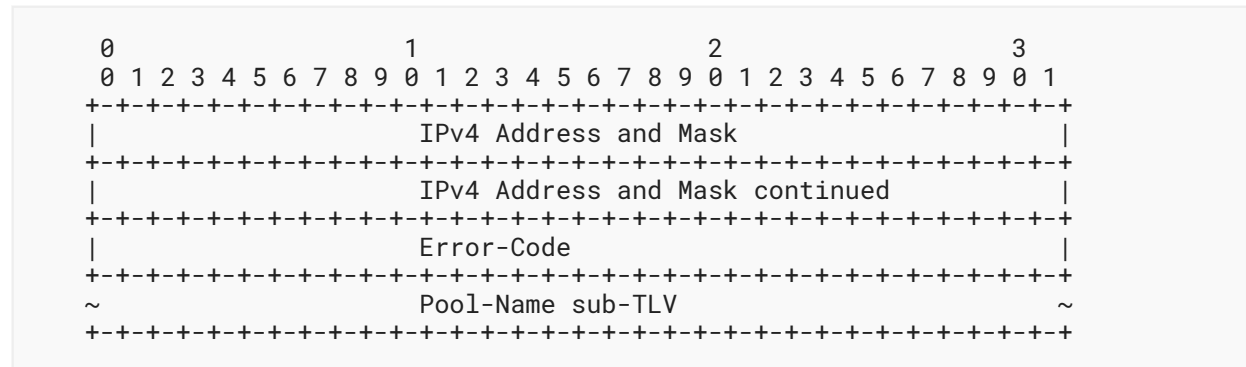 0                   1                   2                   3
 0 1 2 3 4 5 6 7 8 9 0 1 2 3 4 5 6 7 8 9 0 1 2 3 4 5 6 7 8 9 0 1
+-+-+-+-+-+-+-+-+-+-+-+-+-+-+-+-+-+-+-+-+-+-+-+-+-+-+-+-+-+-+-+-+
|                     IPv4 Address and Mask                     |
+-+-+-+-+-+-+-+-+-+-+-+-+-+-+-+-+-+-+-+-+-+-+-+-+-+-+-+-+-+-+-+-+
|                     IPv4 Address and Mask continued           |
+-+-+-+-+-+-+-+-+-+-+-+-+-+-+-+-+-+-+-+-+-+-+-+-+-+-+-+-+-+-+-+-+
|                     Error-Code                                |
+-+-+-+-+-+-+-+-+-+-+-+-+-+-+-+-+-+-+-+-+-+-+-+-+-+-+-+-+-+-+-+-+
~                     Pool-Name sub-TLV                         ~
+-+-+-+-+-+-+-+-+-+-+-+-+-+-+-+-+-+-+-+-+-+-+-+-+-+-+-+-+-+-+-+-+